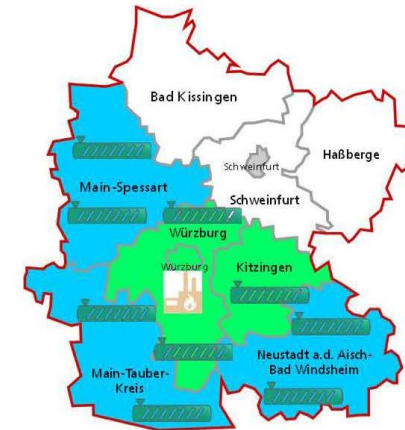 Bad Kissingen
Haßberge
Schweinfurt
Schweinfurt
Main-Spessart
Würzburg
Würzburg
Kitzingen
Main-Tauber-
Kreis
Neustadt a.d. Aisch-
Bad Windsheim